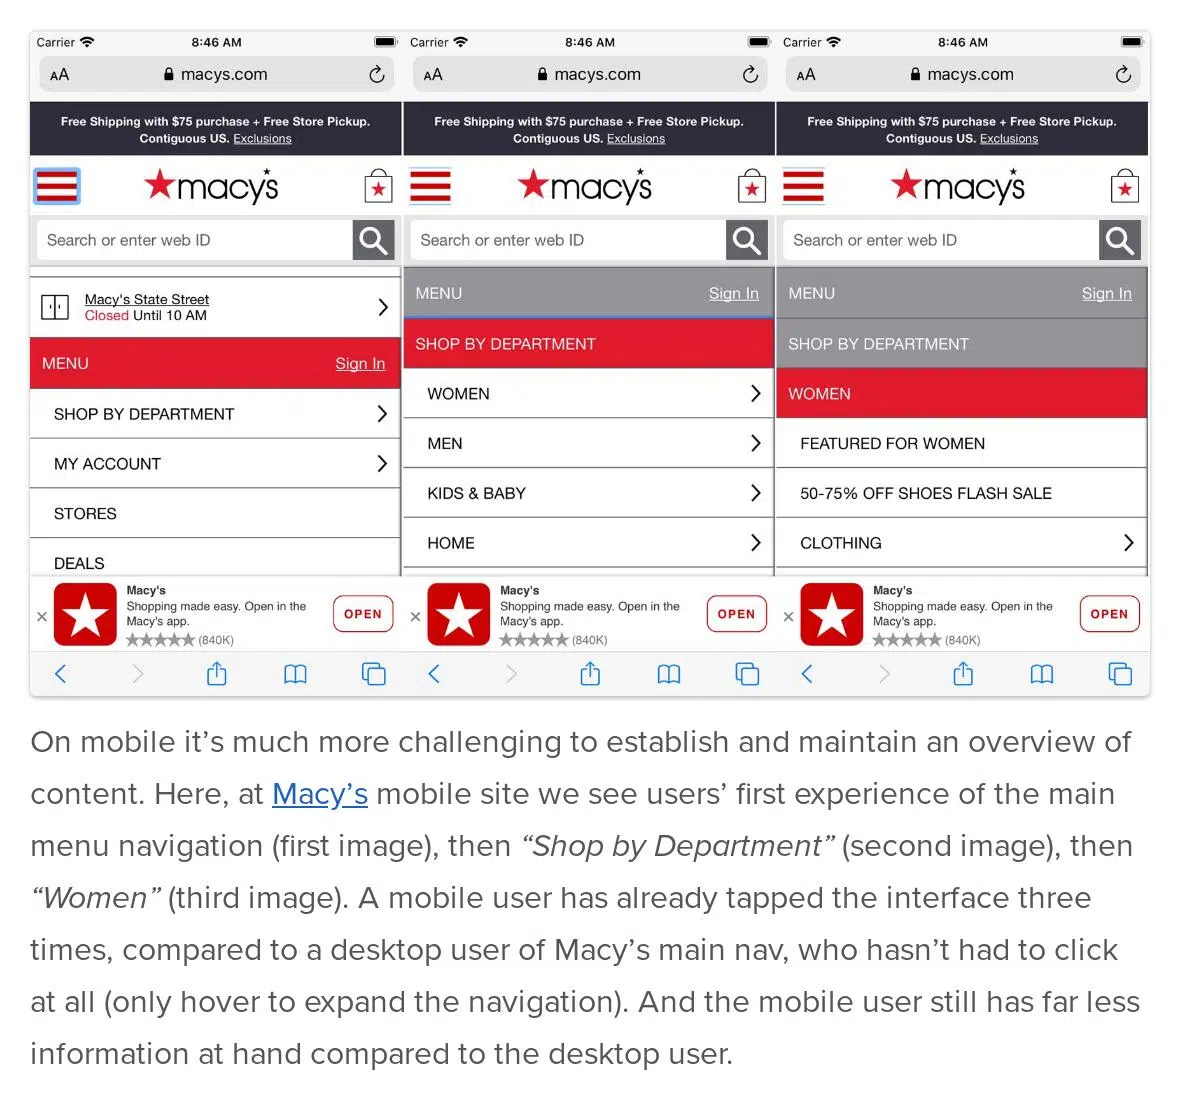 Carrier 8:46 AM
AA macys.com
Free Shipping with $75 purchase + Free Store Pickup.
Contiguous US. Exclusions
macy's
Search or enter web ID
Macy's State Street
Closed Until 10 AM
MENU Sign In
SHOP BY DEPARTMENT
MY ACCOUNT
STORES
DEALS
Macy's
Shopping made easy. Open in the
Macy's app.
OPEN
(840K)
Carrier 8:46 AM
AA macys.com
Free Shipping with $75 purchase + Free Store Pickup.
Contiguous US. Exclusions
macy's
Search or enter web ID
MENU Sign In
SHOP BY DEPARTMENT
WOMEN
MEN
KIDS & BABY
HOME
Macy's
Shopping made easy. Open in the
Macy's app.
OPEN
(840K)
Carrier 8:46 AM
AA macys.com
Free Shipping with $75 purchase + Free Store Pickup.
Contiguous US. Exclusions
macy's
Search or enter web ID
MENU Sign In
SHOP BY DEPARTMENT
WOMEN
FEATURED FOR WOMEN
50-75% OFF SHOES FLASH SALE
CLOTHING
Macy's
Shopping made easy. Open in the
Macy's app.
OPEN
(840K)
On mobile it’s much more challenging to establish and maintain an overview of
content. Here, at Macy’s mobile site we see users’ first experience of the main
menu navigation (first image), then “Shop by Department” (second image), then
“Women” (third image). A mobile user has already tapped the interface three
times, compared to a desktop user of Macy’s main nav, who hasn’t had to click
at all (only hover to expand the navigation). And the mobile user still has far less
information at hand compared to the desktop user.